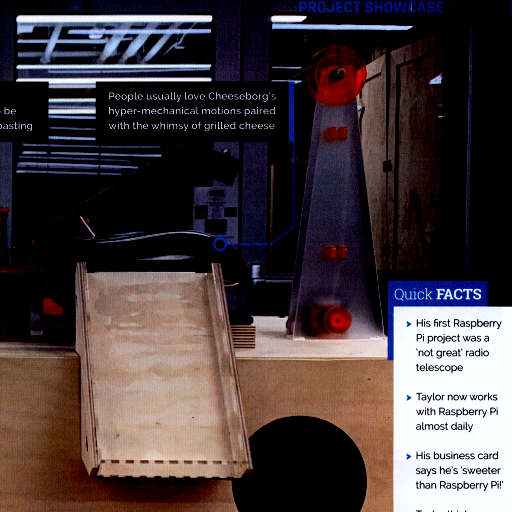 PROJECT SHOWCASE
be
oasting
People usually love Cheeseborg's
hyper-mechanical motions paired
with the whimsy of grilled cheese
Quick FACTS
> His first Raspberry
Pi project was a
'not great' radio
telescope
> Taylor now works
with Raspberry Pi
almost daily
> His business card
says he's 'sweeter
than Raspberry Pi!'